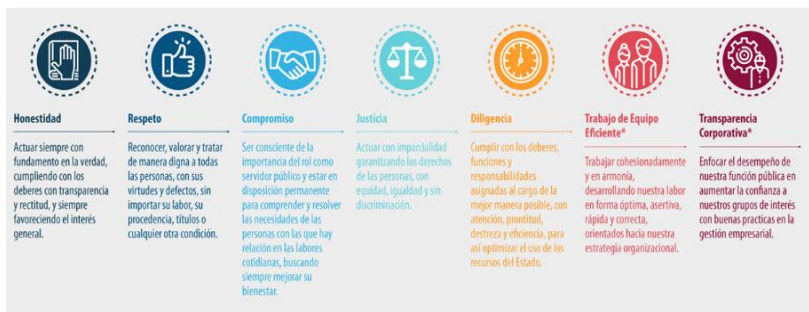 Honestidad
Actuar siempre con
fundamento en la verdad,
cumpliendo con los
deberes con transparencia
y rectitud, y siempre
favoreciendo el interés
general.
Respeto
Reconocer, valorar y tratar
de manera digna a todas
las personas, con sus
virtudes y defectos, sin
importar su labor, su
procedencia, títulos o
cualquier otra condición.
Compromiso
Ser consciente de la
importancia del rol como
servidor público y estar en
disposición permanente
para comprender y resolver
las necesidades de las
personas con las que hay
relación en las labores
cotidianas, buscando
siempre mejorar su
bienestar.
Justicia
Actuar con imparcialidad
garantizando los derechos
de las personas, con
equidad, igualdad y sin
discriminación.
Diligencia
Cumplir con los deberes,
funciones y
responsabilidades
asignadas al cargo de la
mejor manera posible, con
atención, prontitud,
destreza y eficiencia, para
así optimizar el uso de los
recursos del Estado.
Trabajo de Equipo
Eficiente*
Trabajar cohesionadamente
y en armonía,
desarrollando nuestra labor
en forma óptima, asertiva,
rápida y correcta,
orientados hacia nuestra
estrategia organizacional.
Transparencia
Corporativa*
Enfocar el desempeño de
nuestra función pública en
aumentar la confianza a
nuestros grupos de interés
con buenas practicas en la
gestión empresarial.